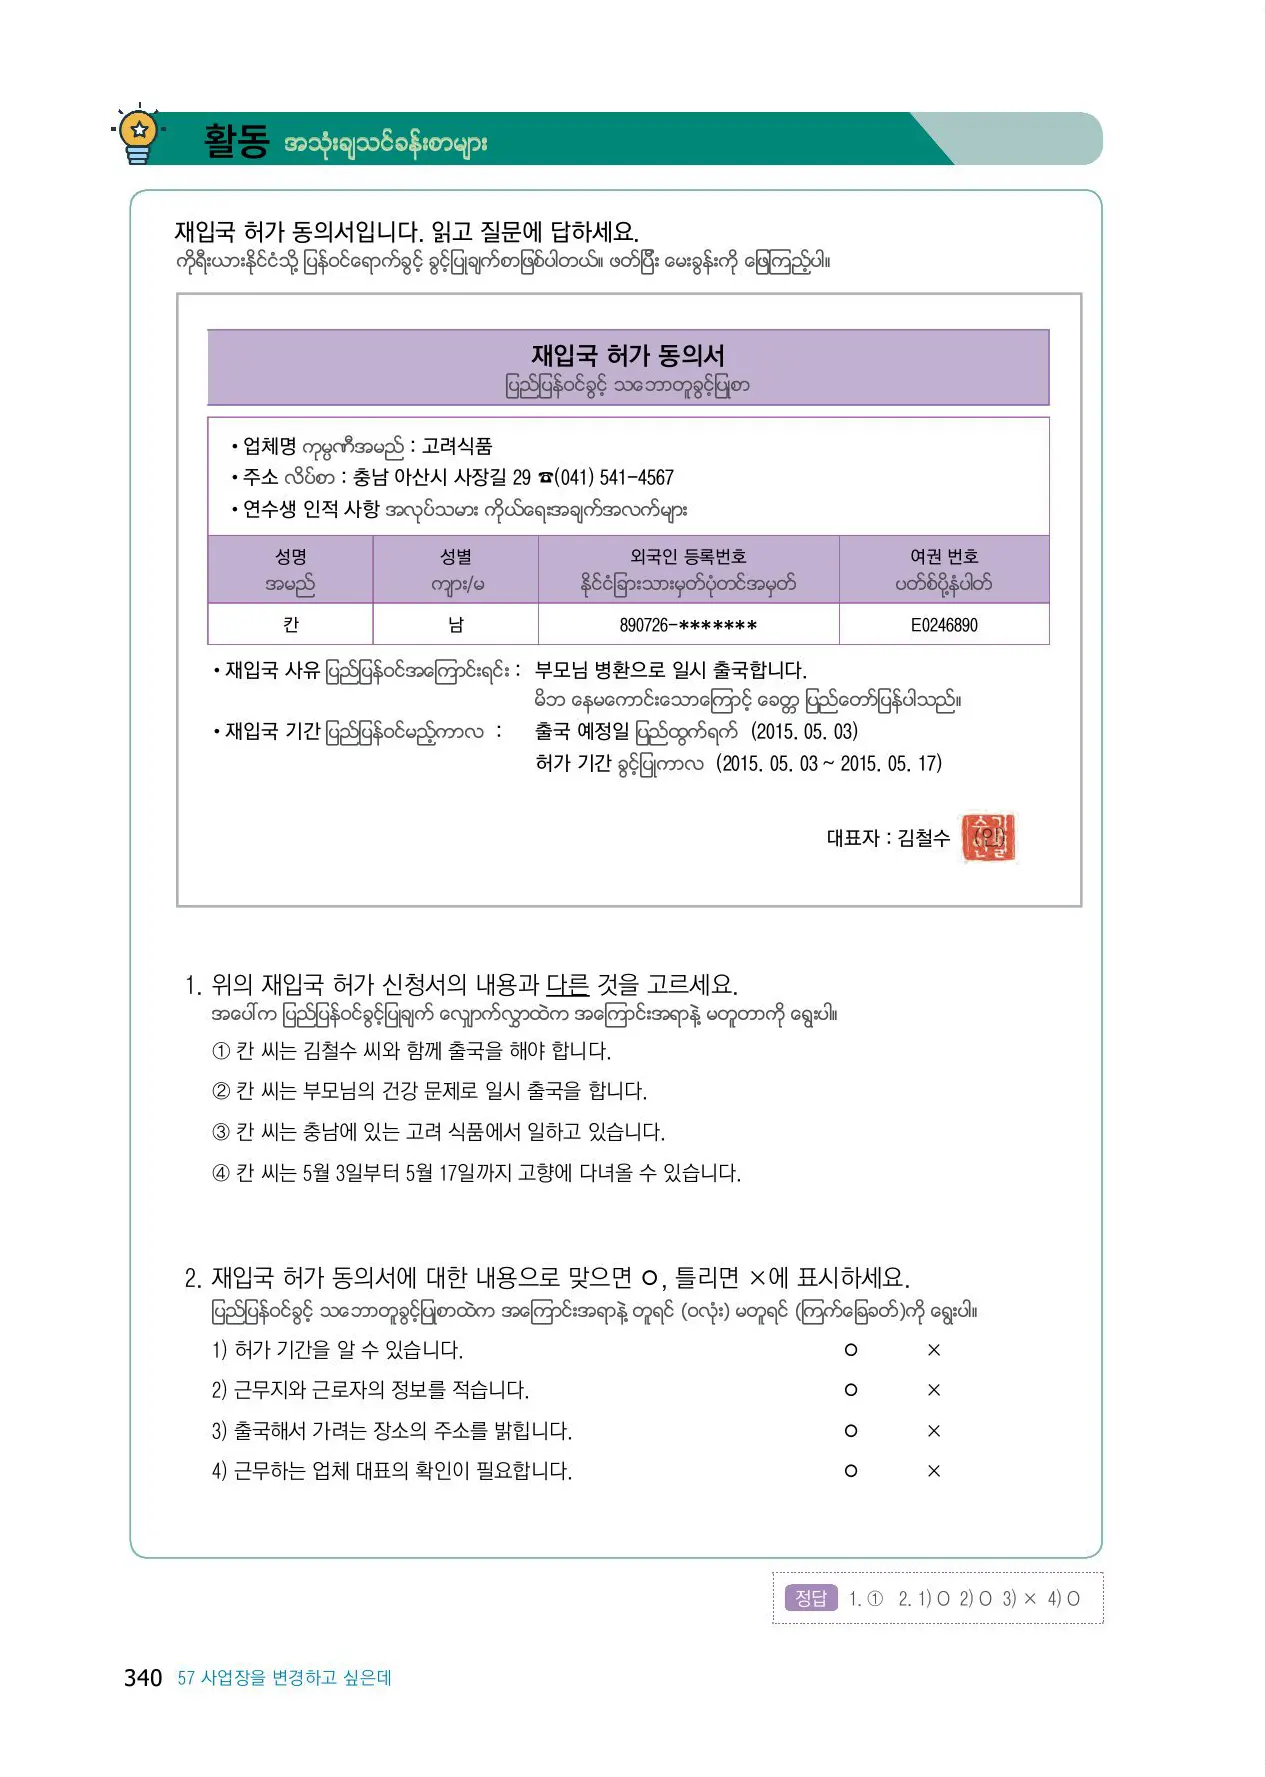 활동 အသုံးချသင်ခန်းစာများ
재입국 허가 동의서입니다. 읽고 질문에 답하세요.
ကိုရီးယားနိုင်ငံသို့ ပြန်ဝင်ရောက်ခွင့် ခွင့်ပြုချက်စာဖြစ်ပါတယ်။ ဖတ်ပြီး မေးခွန်းကို ဖြေကြည့်ပါ။
재입국 허가 동의서
ပြည်ပြန်ဝင်ခွင့် သဘောတူခွင့်ပြုစာ
• 업체명 ကုမ္ပဏီအမည် : 고려식품
• 주소 လိပ်စာ : 충남 아산시 사장길 29 ☎(041) 541-4567
• 연수생 인적 사항 အလုပ်သမား ကိုယ်ရေးအချက်အလက်များ
성명 성별 외국인 등록번호 여권 번호
အမည် ကျား/မ နိုင်ငံခြားသားမှတ်ပုံတင်အမှတ် ပတ်စ်ပို့နံပါတ်
칸 남 890726-******* E0246890
• 재입국 사유 ပြည်ပြန်ဝင်အကြောင်းရင်း : 부모님 병환으로 일시 출국합니다.
မိဘ နေမကောင်းသောကြောင့် ခေတ္တ ပြည်တော်ပြန်ပါသည်။
• 재입국 기간 ပြည်ပြန်ဝင်မည့်ကာလ : 출국 예정일 ပြည်ထွက်ရက် (2015. 05. 03)
허가 기간 ခွင့်ပြုကာလ (2015. 05. 03 ~ 2015. 05. 17)
대표자 : 김철수 (인)
1. 위의 재입국 허가 신청서의 내용과 다른 것을 고르세요.
အပေါ်က ပြည်ပြန်ဝင်ခွင့်ပြုချက် လျှောက်လွှာထဲက အကြောင်းအရာနဲ့ မတူတာကို ရွေးပါ။
① 칸 씨는 김철수 씨와 함께 출국을 해야 합니다.
② 칸 씨는 부모님의 건강 문제로 일시 출국을 합니다.
③ 칸 씨는 충남에 있는 고려 식품에서 일하고 있습니다.
④ 칸 씨는 5월 3일부터 5월 17일까지 고향에 다녀올 수 있습니다.
2. 재입국 허가 동의서에 대한 내용으로 맞으면 ㅇ, 틀리면 ×에 표시하세요.
ပြည်ပြန်ဝင်ခွင့် သဘောတူခွင့်ပြုစာထဲက အကြောင်းအရာနဲ့ တူရင် (ဝလုံး) မတူရင် (ကြက်ခြေခတ်)ကို ရွေးပါ။
1) 허가 기간을 알 수 있습니다. ㅇ ×
2) 근무지와 근로자의 정보를 적습니다. ㅇ ×
3) 출국해서 가려는 장소의 주소를 밝힙니다. ㅇ ×
4) 근무하는 업체 대표의 확인이 필요합니다. ㅇ ×
정답 1. ① 2. 1) O 2) O 3) × 4) O
340 57 사업장을 변경하고 싶은데